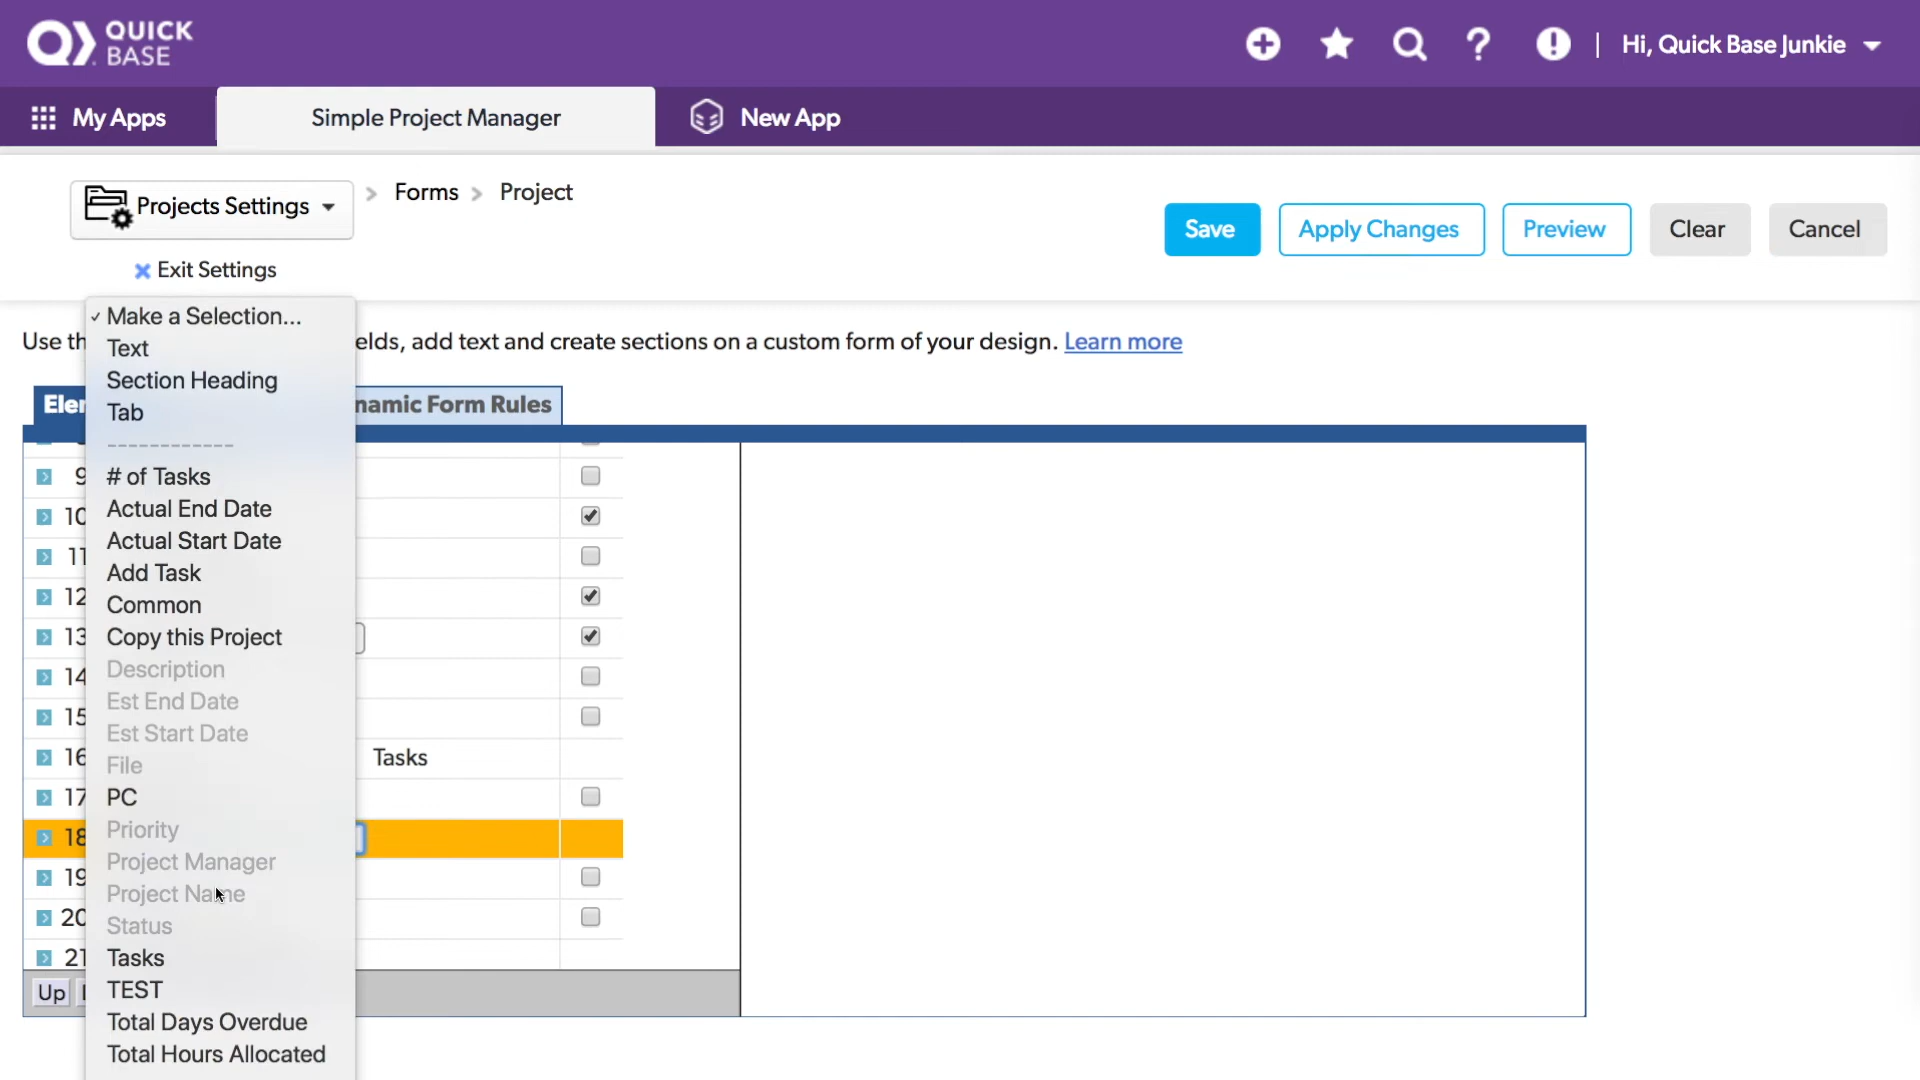 QUICK
BASE
Hi, Quick Base Junkie
My Apps
Simple Project Manager
New App
Projects Settings
Forms
Project
Save
Apply Changes
Preview
Clear
Cancel
Exit Settings
Make a Selection...
Use th
elds, add text and create sections on a custom form of your design. Learn more
Text
Section Heading
Tab
Eler
namic Form Rules
------------
9
# of Tasks
10
Actual End Date
11
Actual Start Date
Add Task
12
Common
13
Copy this Project
14
Description
15
Est End Date
Est Start Date
16
File
Tasks
17
PC
18
Priority
Project Manager
19
Project Name
20
Status
21
Tasks
Up
TEST
Total Days Overdue
Total Hours Allocated